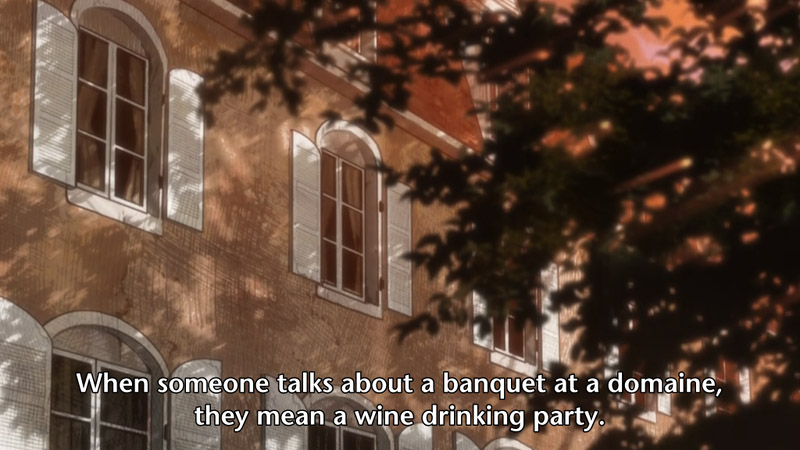 When someone talks about a banquet at a domaine,
they mean a wine drinking party.